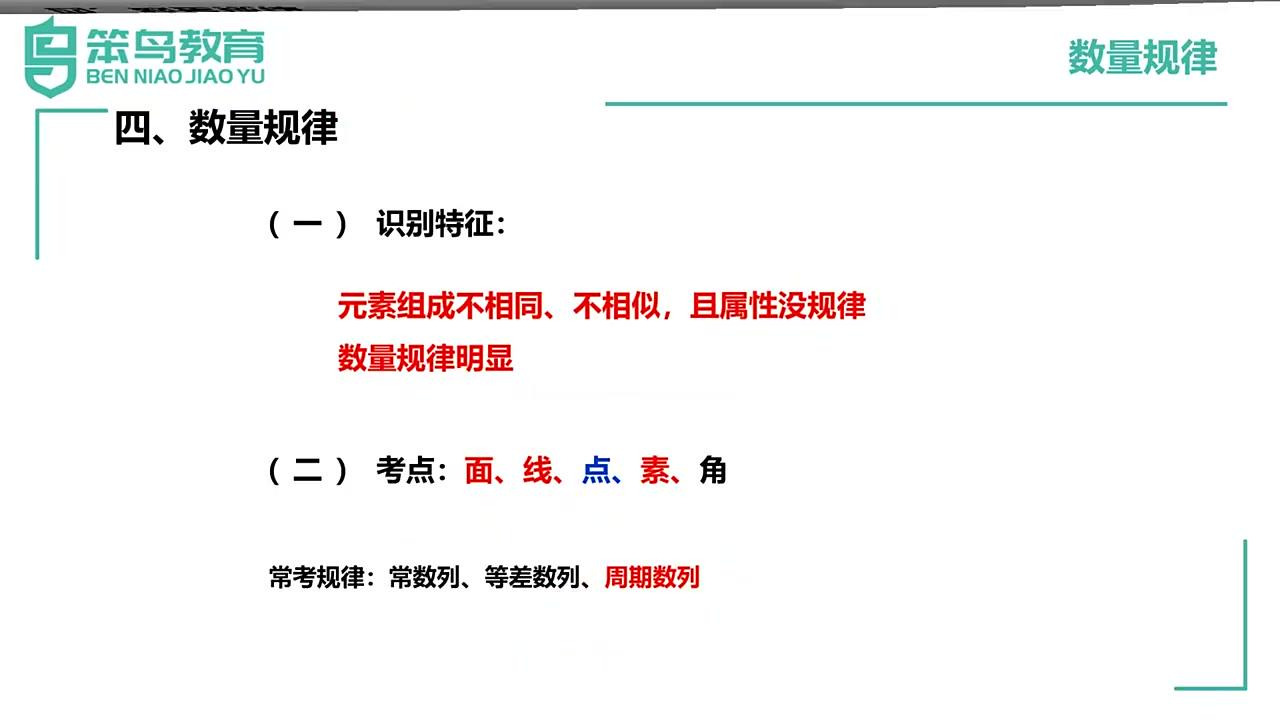 笨鸟教育
BEN NIAO JIAO YU
数量规律
四、数量规律
（一） 识别特征：
元素组成不相同、不相似，且属性没规律
数量规律明显
（二） 考点：面、线、点、素、角
常考规律：常数列、等差数列、周期数列